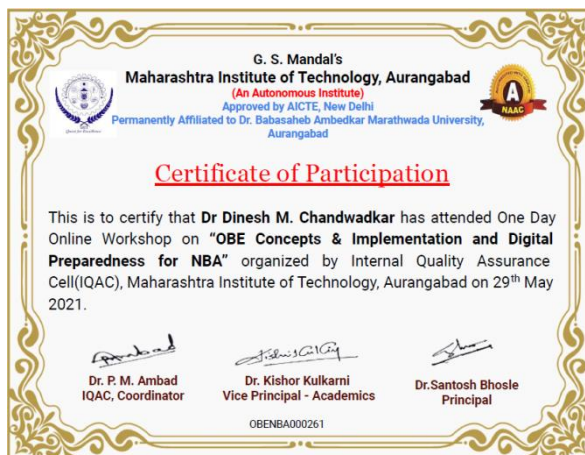 G. S. Mandal's
Maharashtra Institute of Technology, Aurangabad
(An Autonomous Institute)
Approved by AICTE, New Delhi
Permanently Affiliated to Dr. Babasaheb Ambedkar Marathwada University,
Aurangabad
A
NAAC
Certificate of Participation
This is to certify that Dr Dinesh M. Chandwadkar has attended One Day
Online Workshop on “OBE Concepts & Implementation and Digital
Preparedness for NBA” organized by Internal Quality Assurance
Cell(IQAC), Maharashtra Institute of Technology, Aurangabad on 29th May
2021.
Dr. P. M. Ambad
IQAC, Coordinator
Dr. Kishor Kulkarni
Vice Principal - Academics
Dr.Santosh Bhosle
Principal
OBENBA000261